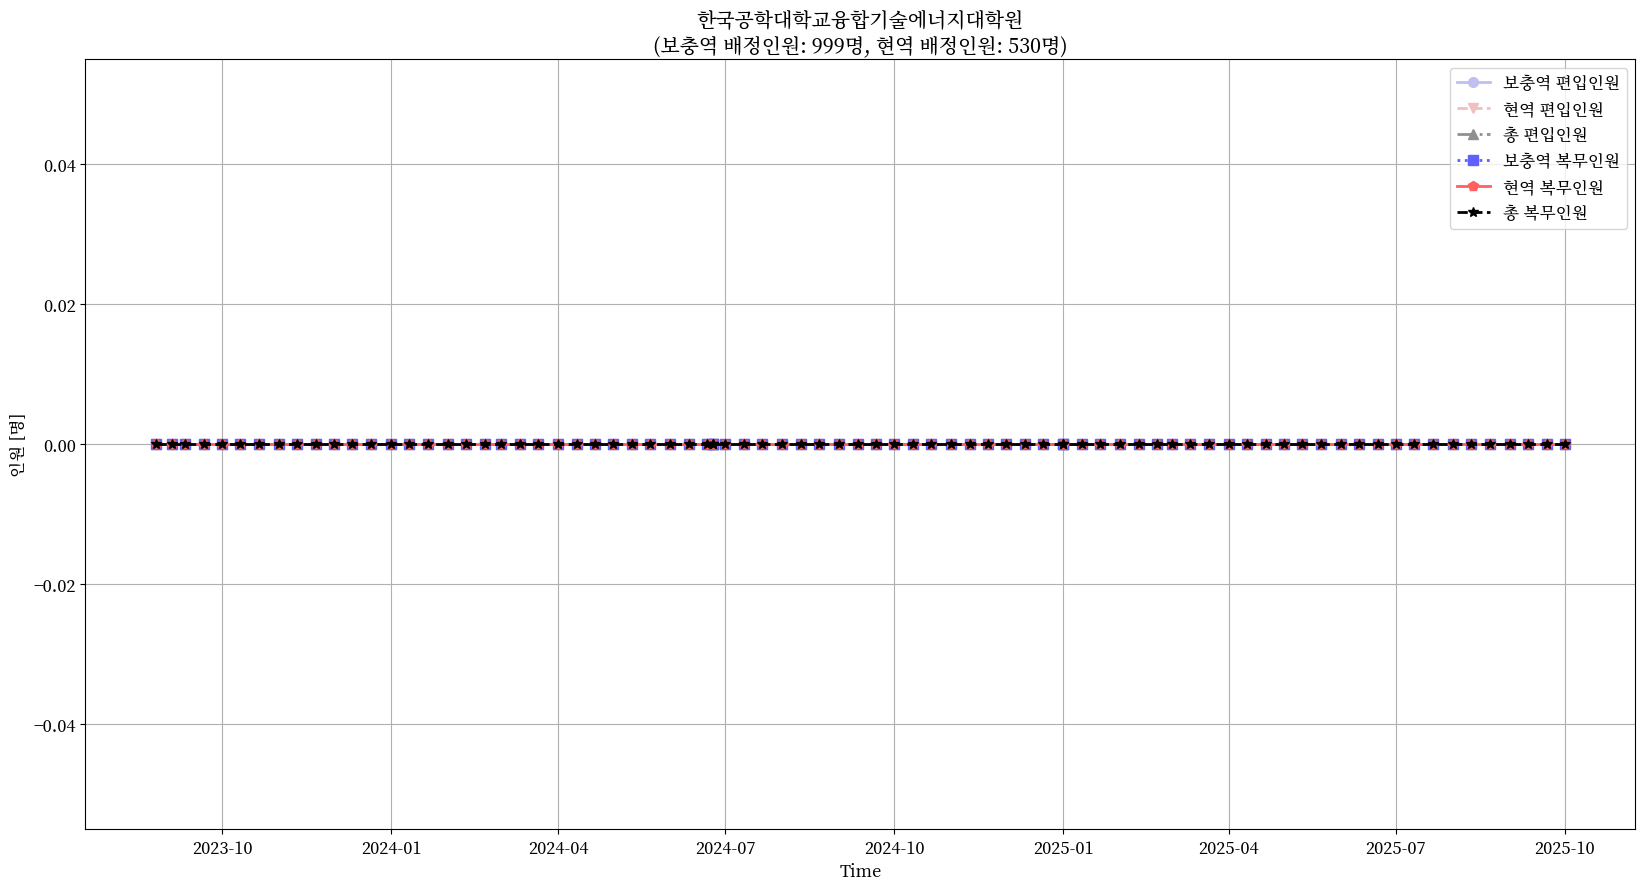 한국공학대학교융합기술에너지대학원
(보충역 배정인원: 999명, 현역 배정인원: 530명)
보충역 편입인원
현역 편입인원
총 편입인원
보충역 복무인원
현역 복무인원
총 복무인원
0.04
0.02
0.00
−0.02
−0.04
인원 [명]
2023-10
2024-01
2024-04
2024-07
2024-10
2025-01
2025-04
2025-07
2025-10
Time